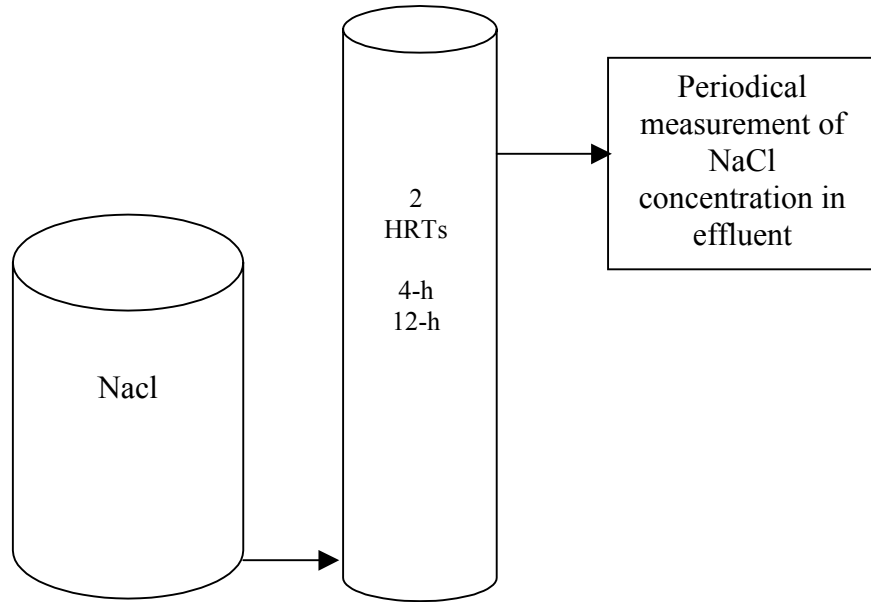 Nacl
2
HRTs
4-h
12-h
Periodical
measurement of
NaCl
concentration in
effluent